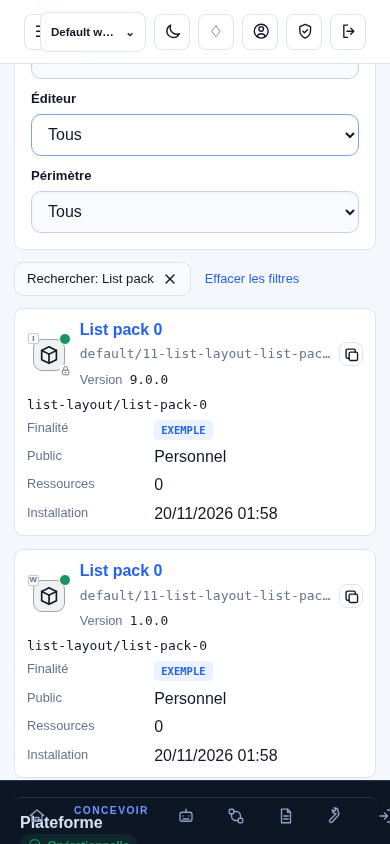 Default w… ⌄
Éditeur
Tous
Périmètre
Tous
Rechercher: List pack
Effacer les filtres
I
List pack 0
default/11-list-layout-list-pac…
Version 9.0.0
list-layout/list-pack-0
Finalité
EXEMPLE
Public
Personnel
Ressources
0
Installation
20/11/2026 01:58
W
List pack 0
default/11-list-layout-list-pac…
Version 1.0.0
list-layout/list-pack-0
Finalité
EXEMPLE
Public
Personnel
Ressources
0
Installation
20/11/2026 01:58
CONCEVOIR
Plateforme
Opérationnelle